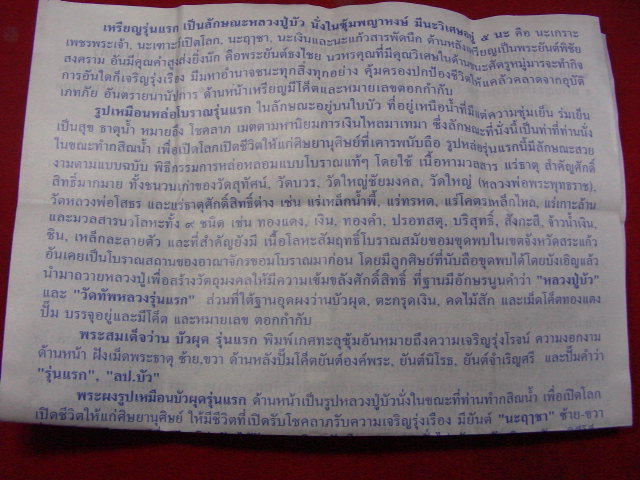 เหรียญรุ่นแรก เป็นลักษณะหลวงปู่บัว นั่งในซุ้มพญาหงษ์ มีนะวิเศษอยู่ ๕ นะ คือ นะเกราะ
เพชรพระเจ้า, นะเฑาะว์เปิดโลก, นะฤๅชา, นะเงินและนะแก้วสารพัดนึก ด้านหลังเหรียญเป็นพระยันต์พิชัย
สงคราม อันมีคุณค่าสูงส่งยิ่งนัก คือพระยันต์ธงไชย นวหรคุณที่มีคุณวิเศษในด้านชนะศัตรูหมู่มารจะทำกิจ
การอันใดก็เจริญรุ่งเรือง มีมหาอำนาจชนะทุกสิ่งทุกอย่าง คุ้มครองปกป้องชีวิตให้แคล้วคลาดจากอุบัติ
เภทภัย อันตรายนานัปการ ด้านหน้าเหรียญมีโค๊ตและหมายเลขตอกกำกับ
รูปเหมือนหล่อโบราณรุ่นแรก ในลักษณะอยู่บนใบบัว ที่อยู่เหนือน้ำที่มีแต่ความชุ่มเย็น ร่มเย็น
เป็นสุข ธาตุน้ำ หมายถึง โชคลาภ เมตตามหานิยมการเงินไหลมาเทมา ซึ่งลักษณะที่นั่งนี้เป็นท่าที่ท่านนั่ง
ในขณะทำกสิณน้ำ เพื่อเปิดโลกเปิดชีวิตให้แก่ศิษยานุศิษย์ที่เคารพนับถือ รูปหล่อรุ่นแรกนี้มีลักษณะสวย
งามตามแบบฉบับ พิธีกรรมการหล่อหลอมแบบโบราณแท้ๆ โดยใช้ เนื้อหามวลสาร แร่ธาตุ สำคัญศักดิ์
สิทธิ์มากมาย ทั้งชนวนเก่าของวัดสุทัศน์, วัดบวร, วัดใหญ่ชัยมงคล, วัดใหญ่ (หลวงพ่อพระพุทธราช),
วัดหลวงพ่อโสธร และแร่ธาตุศักดิ์สิทธิ์ต่าง เช่น แร่เหล็กน้ำพี้, แร่ทรหด, แร่โคตรเหล็กไหล, แร่เกาะล้าน
และมวลสารนวโลหะทั้ง ๙ ชนิด เช่น ทองแดง, เงิน, ทองคำ, ปรอทสตุ, บริสุทธิ์, สังกะสี, จ้าวน้ำเงิน,
ชิน, เหล็กละลายตัว และที่สำคัญยังมี เนื้อโลหะสัมฤทธิ์โบราณสมัยขอมขุดพบในเขตจังหวัดสระแก้ว
อันเคยเป็นโบราณสถานของอาณาจักรขอมโบราณมาก่อน โดยมีลูกศิษย์ที่นับถือขุดพบได้โดยบังเอิญแล้ว
นำมาถวายหลวงปู่เพื่อสร้างวัตถุมงคลให้มีความเข้มขลังศักดิ์สิทธิ์ ที่ฐานมีอักษรนูนคำว่า "หลวงปู่บัว"
และ "วัดทัพหลวงรุ่นแรก" ส่วนที่ใต้ฐานอุดผงว่านบัวผุด, ตะกรุดเงิน, คดไม้สัก และเม็ดโค๊ตทองแดง
ปั๊ม บรรจุอยู่และมีโค๊ต และหมายเลข ตอกกำกับ
พระสมเด็จว่าน บัวผุด รุ่นแรก พิมพ์เกศทะลุซุ้มอันหมายถึงความเจริญรุ่งโรจน์ ความงอกงาม
ด้านหน้า ฝังเม็ดพระธาตุ ซ้าย,ขวา ด้านหลังปั๊มโค๊ตยันต์องค์พระ, ยันต์นิโรธ, ยันต์จำเริญศรี และปั๊มคำว่า
"รุ่นแรก", "ลป.บัว"
พระผงรูปเหมือนบัวผุดรุ่นแรก ด้านหน้าเป็นรูปหลวงปู่บัวนั่งในขณะที่ท่านทำกสิณน้ำ เพื่อเปิดโลก
เปิดชีวิตให้แก่ศิษยานุศิษย์ ให้มีชีวิตที่เปิดรับโชคลาภรับความเจริญรุ่งเรือง มียันต์ "นะฤๅชา" ซ้าย-ขวา